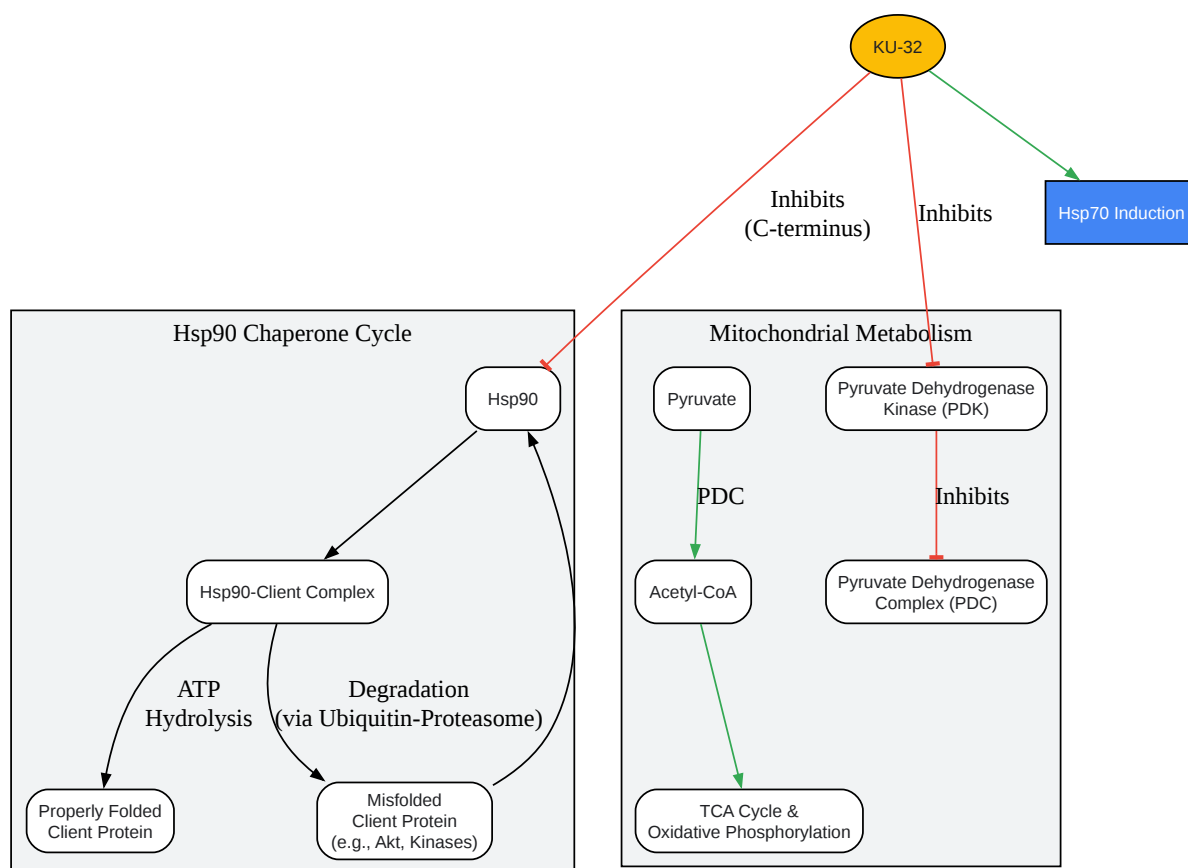 KU-32
Inhibits
(C-terminus)
Inhibits
Hsp70 Induction
Hsp90 Chaperone Cycle
Hsp90
Hsp90-Client Complex
ATP
Hydrolysis
Degradation
(via Ubiquitin-Proteasome)
Properly Folded
Client Protein
Misfolded
Client Protein
(e.g., Akt, Kinases)
Mitochondrial Metabolism
Pyruvate
Pyruvate Dehydrogenase
Kinase (PDK)
PDC
Inhibits
Acetyl-CoA
Pyruvate Dehydrogenase
Complex (PDC)
TCA Cycle &
Oxidative Phosphorylation